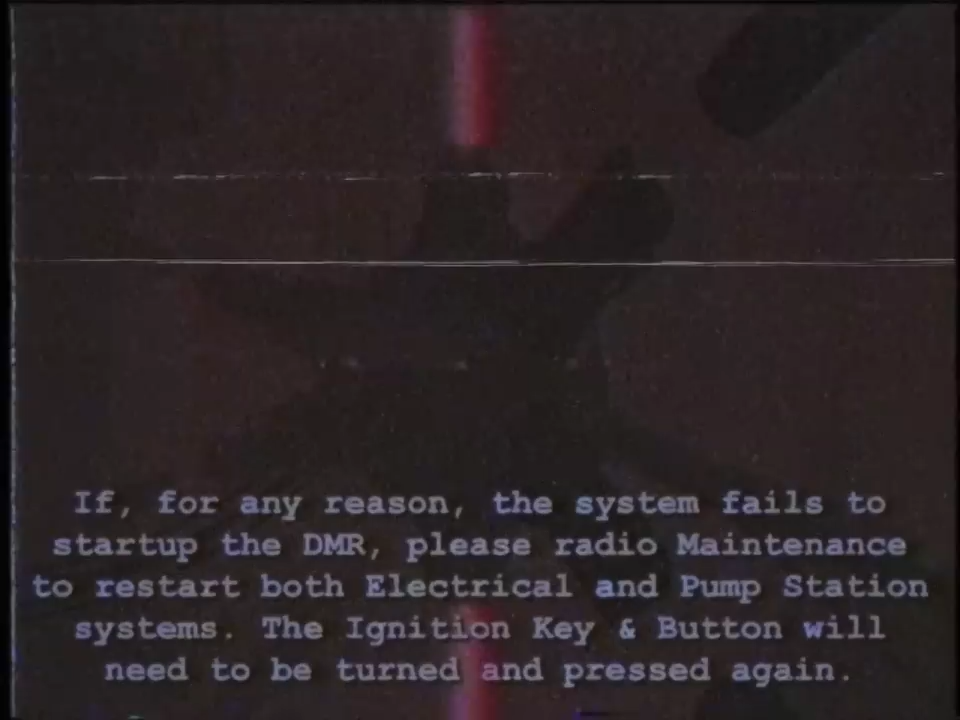 If, for any reason, the system fails to
startup the DMR, please radio Maintenance
to restart both Electrical and Pump Station
systems. The Ignition Key & Button will
need to be turned and pressed again.